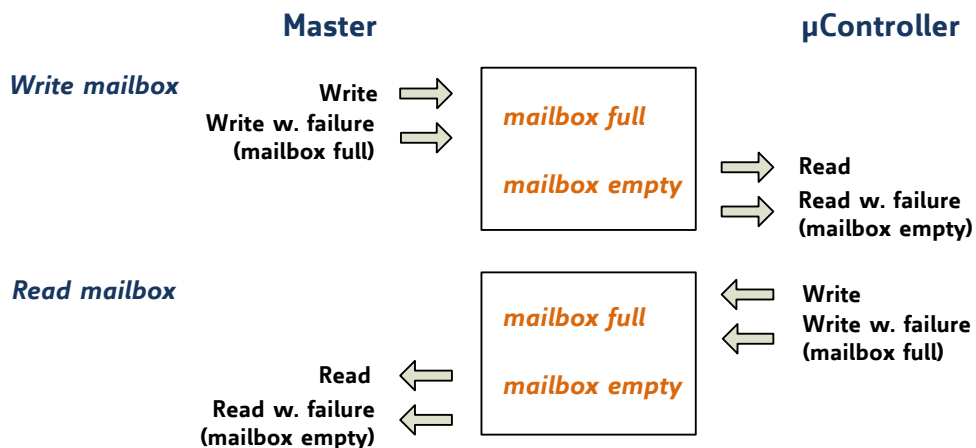 Master
µController
Write mailbox
Write
Write w. failure
(mailbox full)
mailbox full
mailbox empty
Read
Read w. failure
(mailbox empty)
Read mailbox
mailbox full
mailbox empty
Write
Write w. failure
(mailbox full)
Read
Read w. failure
(mailbox empty)